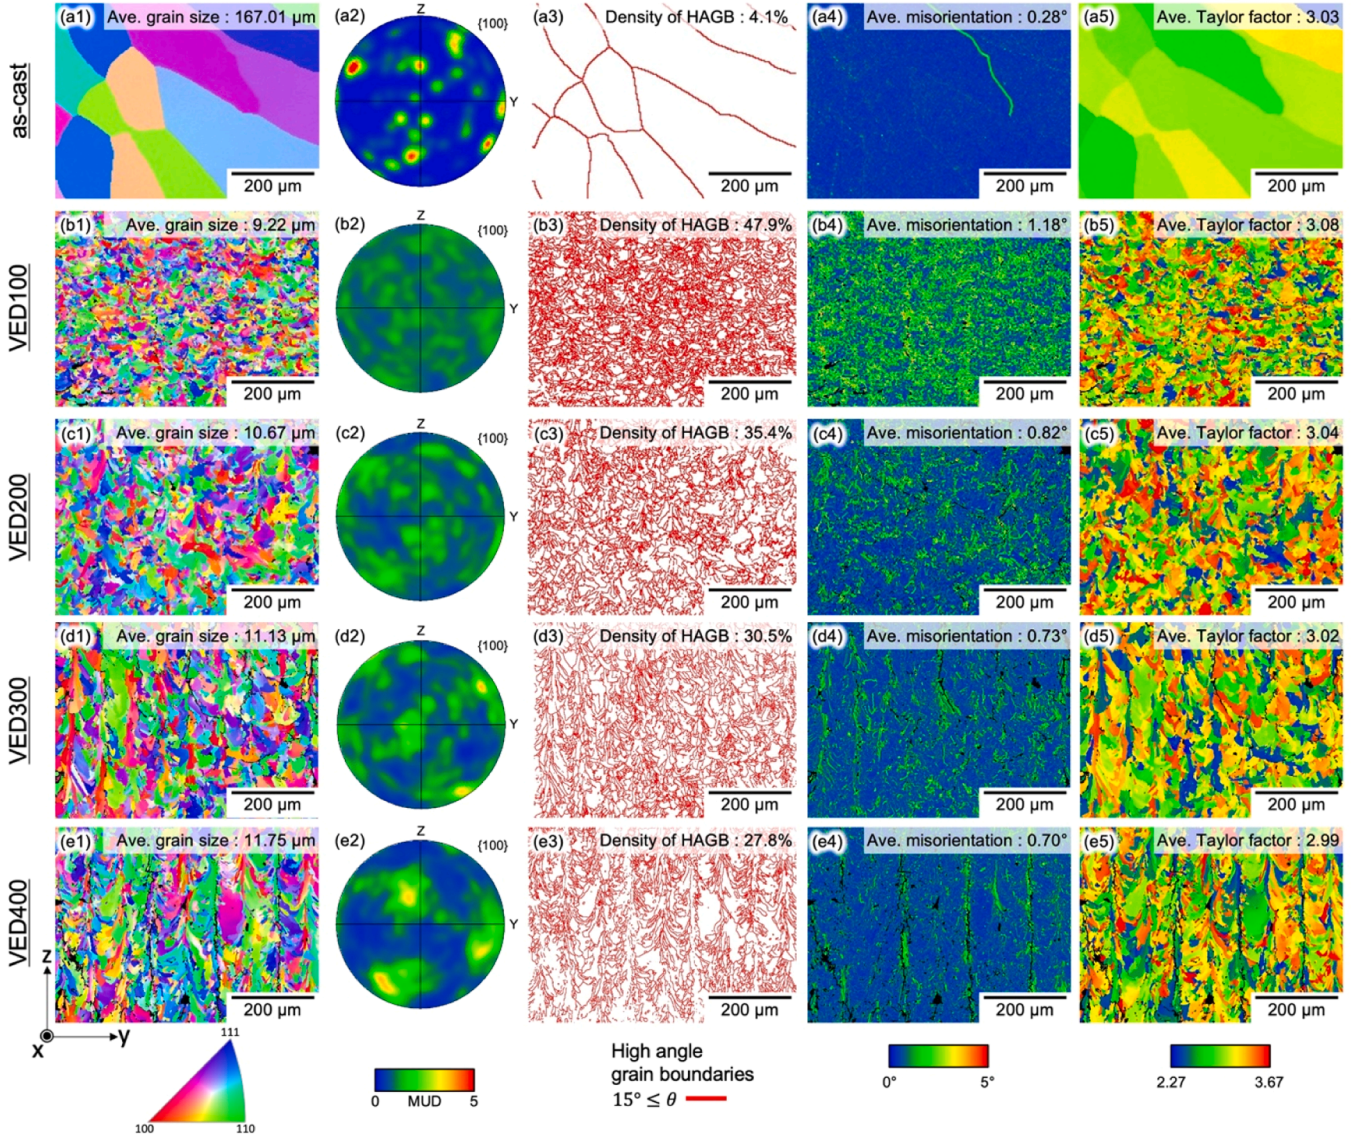 as-cast
(a1) Ave. grain size : 167.01 μm
200 μm
(a2) Z {100}
Y
(a3) Density of HAGB : 4.1%
200 μm
(a4) Ave. misorientation : 0.28°
200 μm
(a5) Ave. Taylor factor : 3.03
200 μm
VED100
(b1) Ave. grain size : 9.22 μm
200 μm
(b2) Z {100}
Y
(b3) Density of HAGB : 47.9%
200 μm
(b4) Ave. misorientation : 1.18°
200 μm
(b5) Ave. Taylor factor : 3.08
200 μm
VED200
(c1) Ave. grain size : 10.67 μm
200 μm
(c2) Z {100}
Y
(c3) Density of HAGB : 35.4%
200 μm
(c4) Ave. misorientation : 0.82°
200 μm
(c5) Ave. Taylor factor : 3.04
200 μm
VED300
(d1) Ave. grain size : 11.13 μm
200 μm
(d2) Z {100}
Y
(d3) Density of HAGB : 30.5%
200 μm
(d4) Ave. misorientation : 0.73°
200 μm
(d5) Ave. Taylor factor : 3.02
200 μm
VED400
(e1) Ave. grain size : 11.75 μm
200 μm
(e2) Z {100}
Y
(e3) Density of HAGB : 27.8%
200 μm
(e4) Ave. misorientation : 0.70°
200 μm
(e5) Ave. Taylor factor : 2.99
200 μm
z
x y
111
100 110
0 MUD 5
High angle
grain boundaries
15° ≤ θ
0° 5°
2.27 3.67